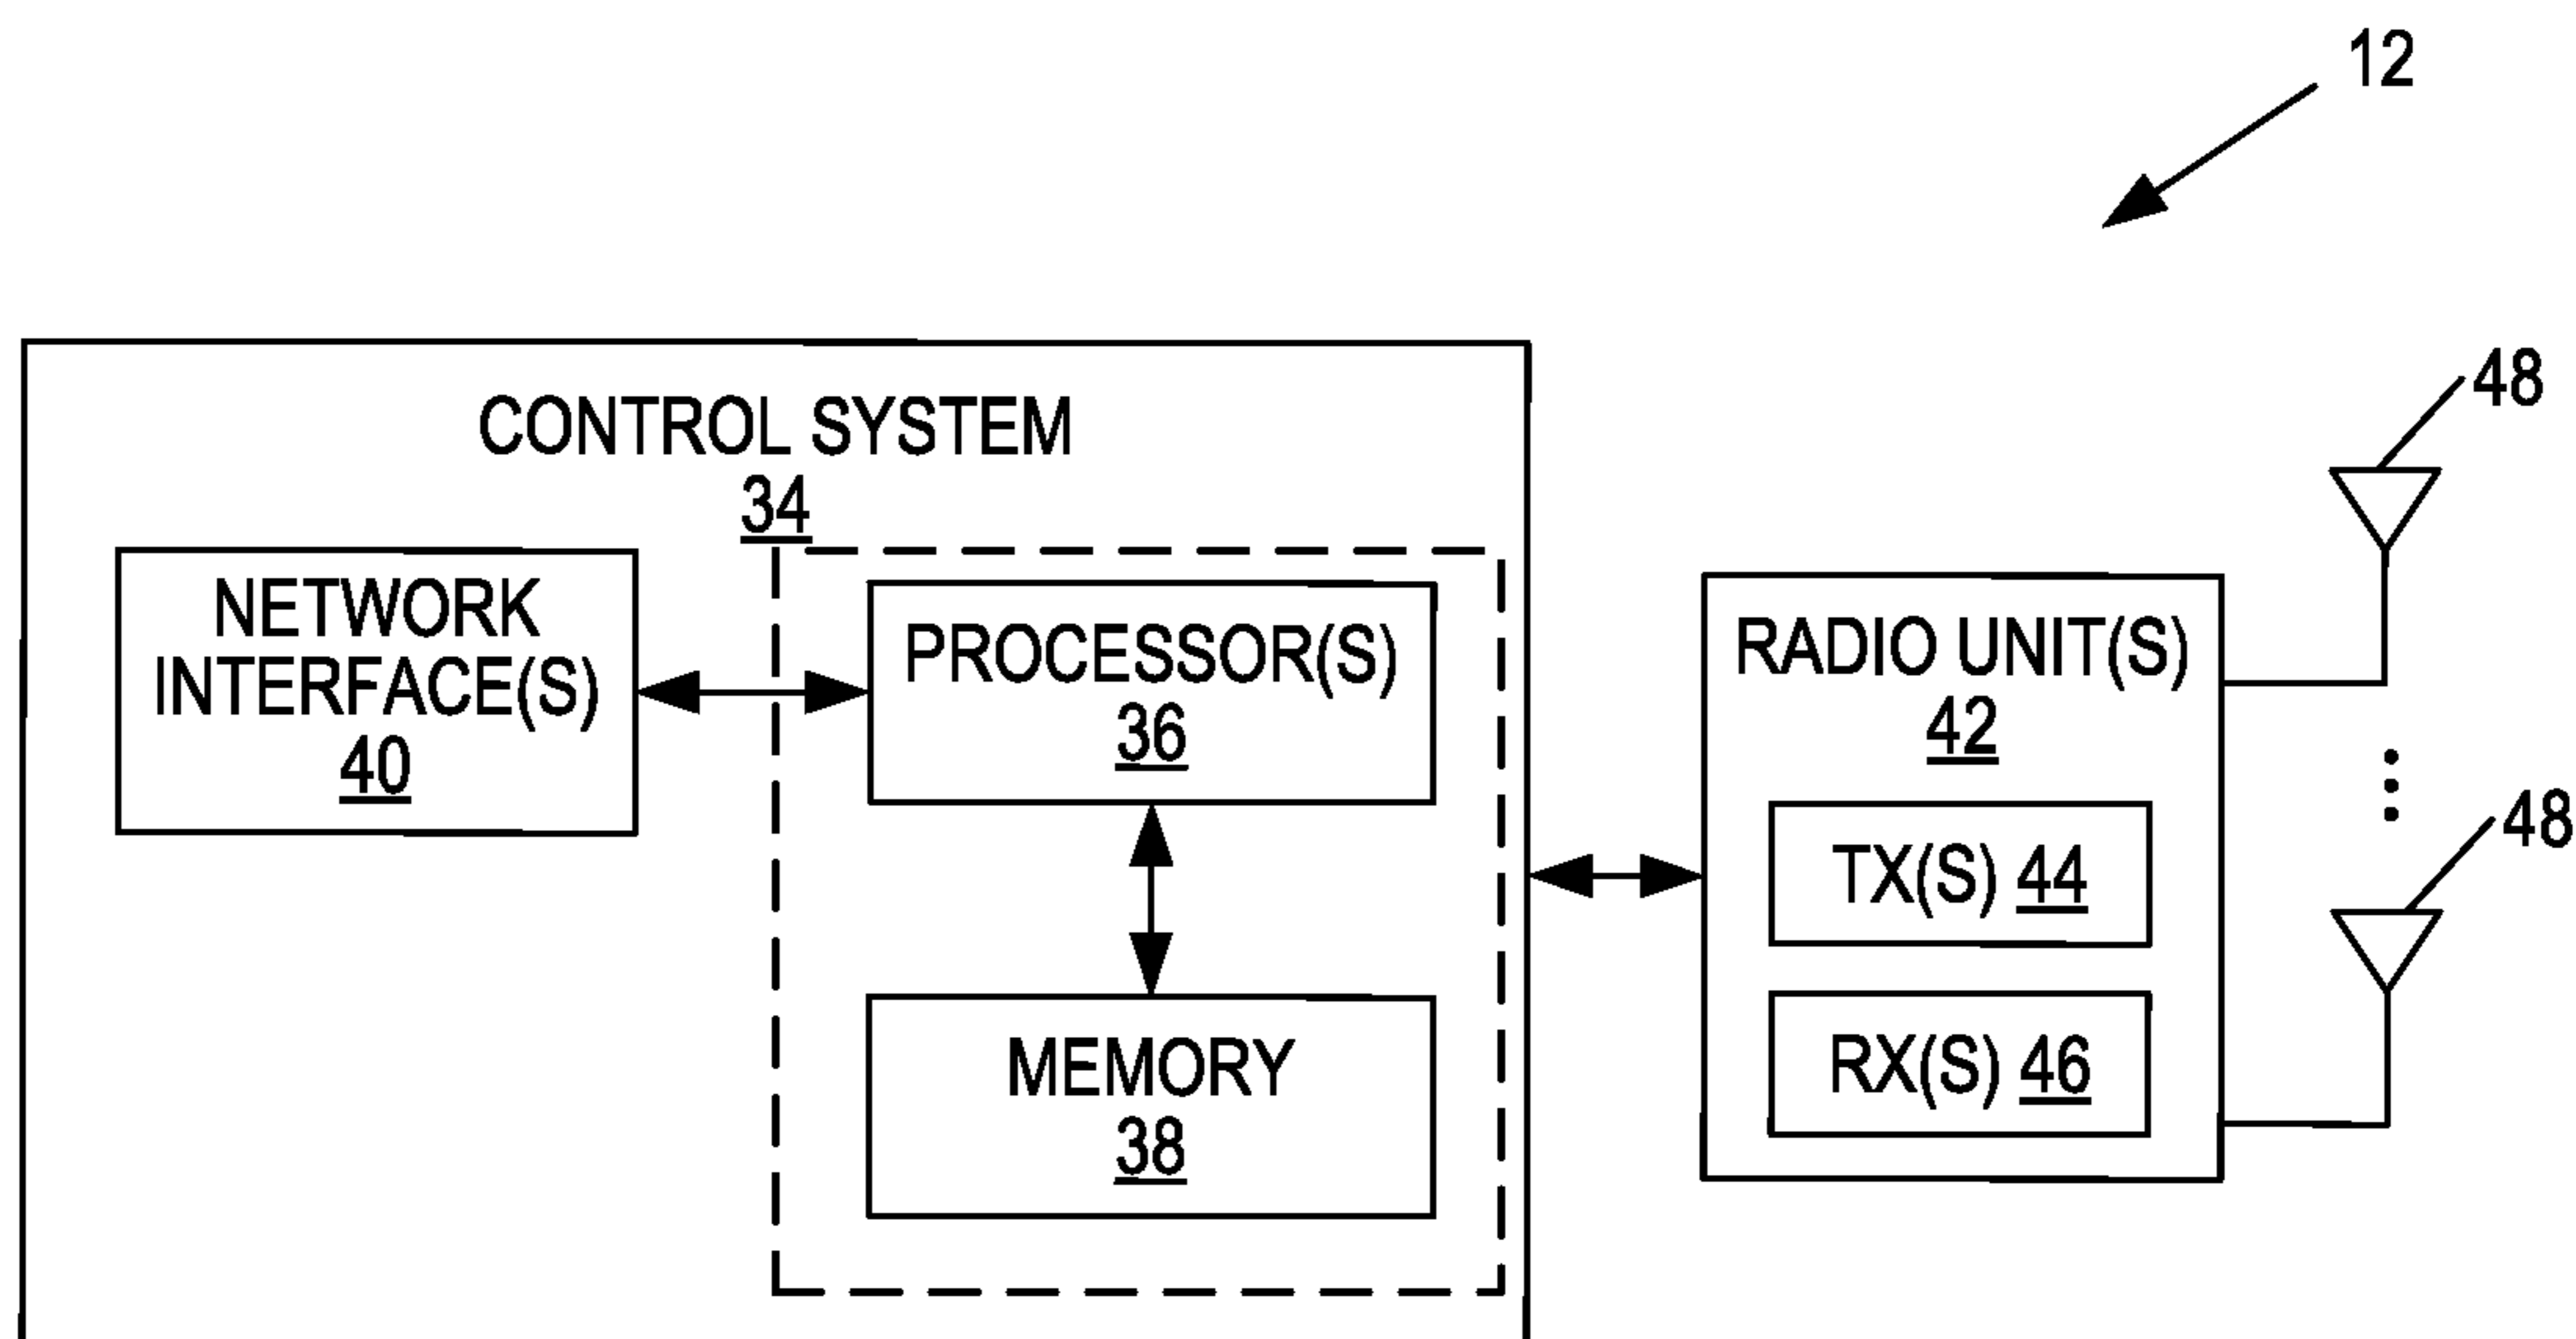 12
CONTROL SYSTEM
34
NETWORK
INTERFACE(S)
40
PROCESSOR(S)
36
MEMORY
38
RADIO UNIT(S)
42
TX(S) 44
RX(S) 46
48
48